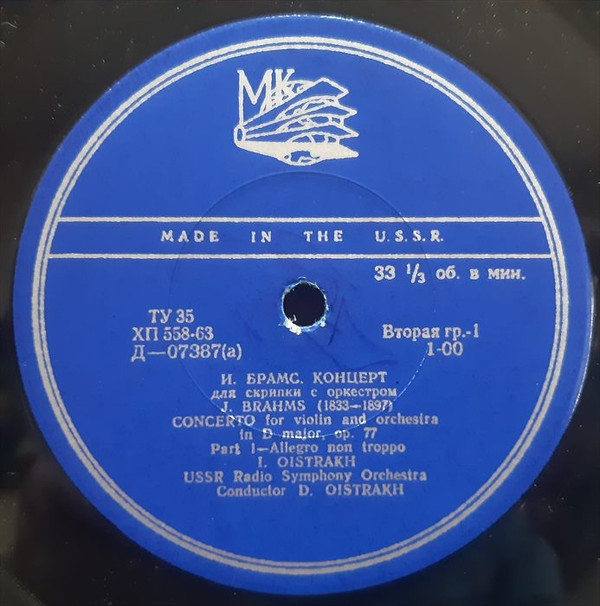 МК
MADE IN THE U.S.S.R.
33 1/3 об. в мин.
ТУ 35
ХП 558-63
Д—07387(а)
Вторая гр.-1
1-00
И. БРАМС. КОНЦЕРТ
для скрипки с оркестром
J. BRAHMS (1833—1897)
CONCERTO for violin and orchestra
in D major, op. 77
Part I—Allegro non troppo
I. OISTRAKH
USSR Radio Symphony Orchestra
Conductor D. OISTRAKH